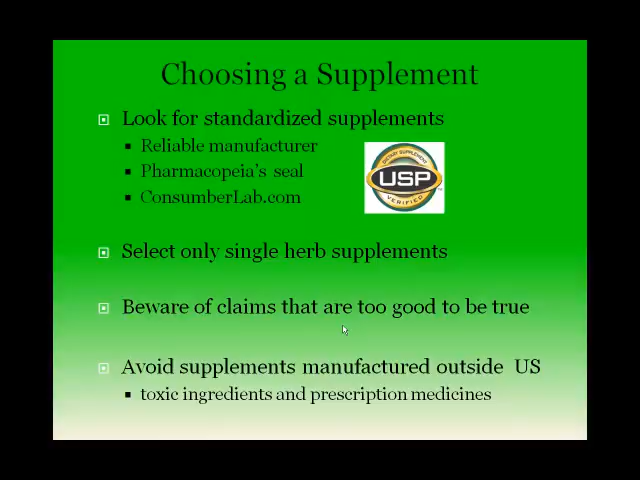 Choosing a Supplement
Look for standardized supplements
Reliable manufacturer
Pharmacopeia's seal
ConsumberLab.com
DIETARY SUPPLEMENT
USP
VERIFIED
Select only single herb supplements
Beware of claims that are too good to be true
Avoid supplements manufactured outside US
toxic ingredients and prescription medicines